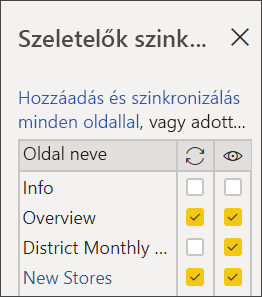 Szeletelők szink...
Hozzáadás és szinkronizálás
minden oldallal, vagy adott...
Oldal neve
Info
Overview
District Monthly ...
New Stores